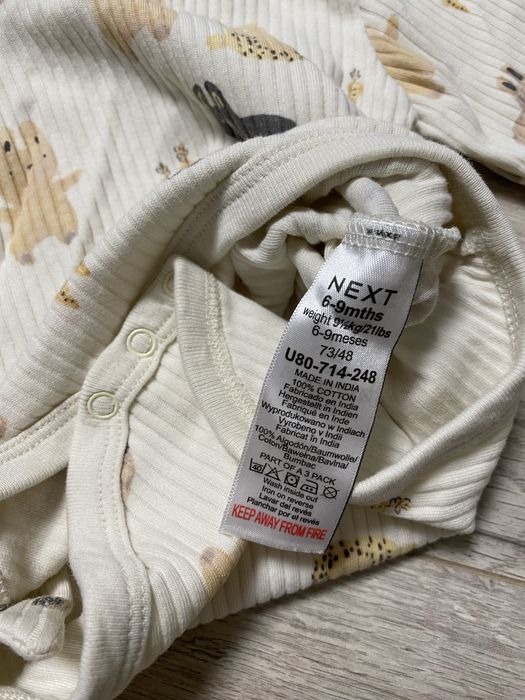 NEXT
6-9mths
weight 9½kg/21lbs
6-9meses
73/48
U80-714-248
MADE IN INDIA
100% COTTON
Fabricado en India
Hergestellt in Indien
Fabriqué en Inde
Wyprodukowano w Indiach
Vyrobeno v Indii
Fabricat în India
100% Algodón/Baumwolle/
Coton/Bawełna/Bavlna/
Bumbac
PART OF A 3 PACK
40
Wash inside out
Iron on reverse
Lavar del revés
Planchar por el revés
KEEP AWAY FROM FIRE